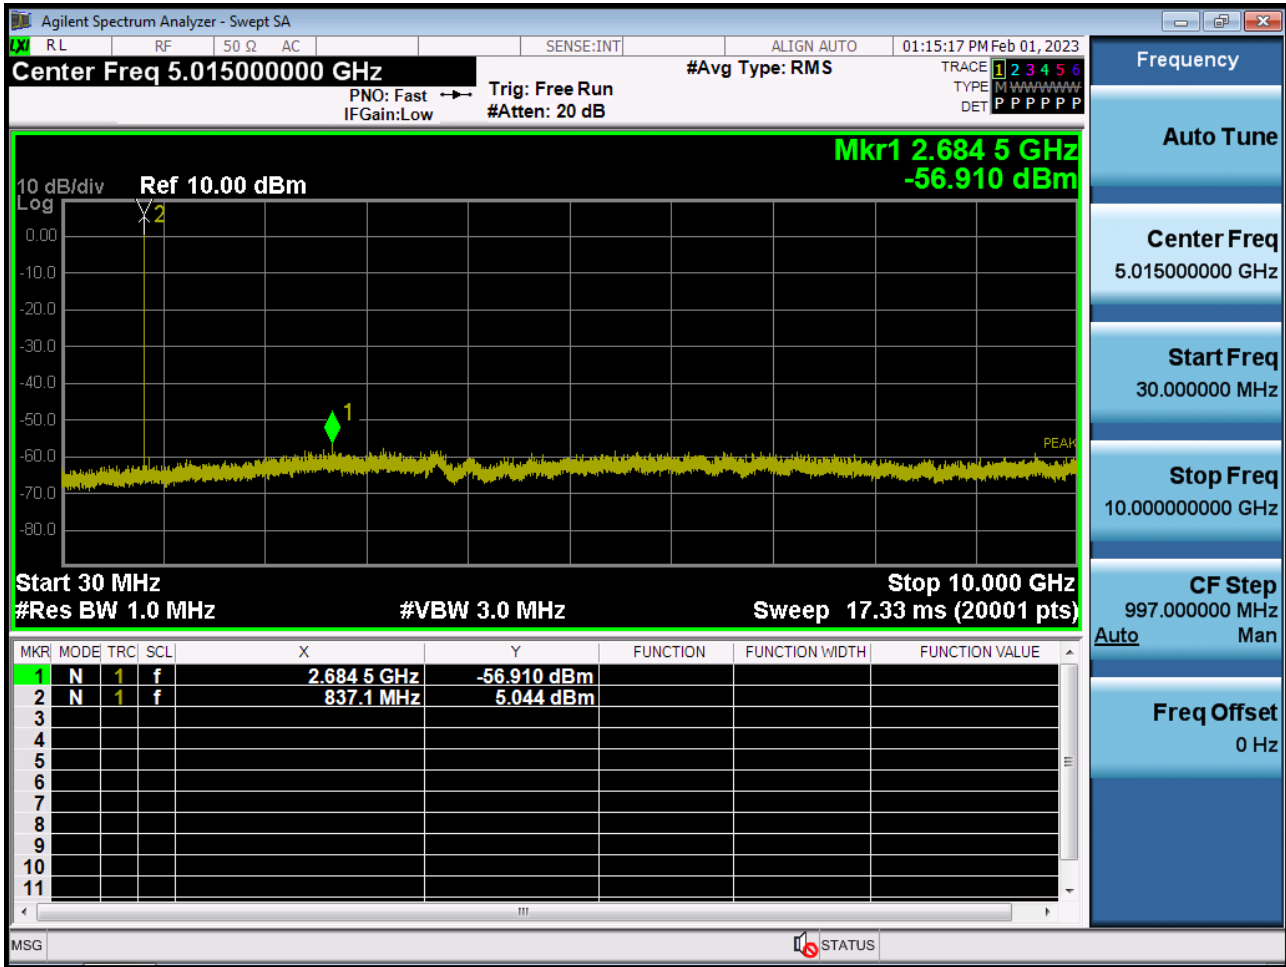 Agilent Spectrum Analyzer - Swept SA
LXI RL RF 50 Ω AC SENSE:INT ALIGN AUTO 01:15:17 PM Feb 01, 2023
Center Freq 5.015000000 GHz
PNO: Fast
IFGain:Low
Trig: Free Run
#Atten: 20 dB
#Avg Type: RMS
TRACE 1 2 3 4 5 6
TYPE M W W W W W
DET P P P P P P
Mkr1 2.684 5 GHz
-56.910 dBm
10 dB/div Ref 10.00 dBm
Log
2
0.00
-10.0
-20.0
-30.0
-40.0
-50.0
1
PEAK
-60.0
-70.0
-80.0
Start 30 MHz Stop 10.000 GHz
#Res BW 1.0 MHz #VBW 3.0 MHz Sweep 17.33 ms (20001 pts)
MKR MODE TRC SCL X Y FUNCTION FUNCTION WIDTH FUNCTION VALUE
1 N 1 f 2.684 5 GHz -56.910 dBm
2 N 1 f 837.1 MHz 5.044 dBm
3
4
5
6
7
8
9
10
11
MSG STATUS
Frequency
Auto Tune
Center Freq
5.015000000 GHz
Start Freq
30.000000 MHz
Stop Freq
10.000000000 GHz
CF Step
997.000000 MHz
Auto Man
Freq Offset
0 Hz